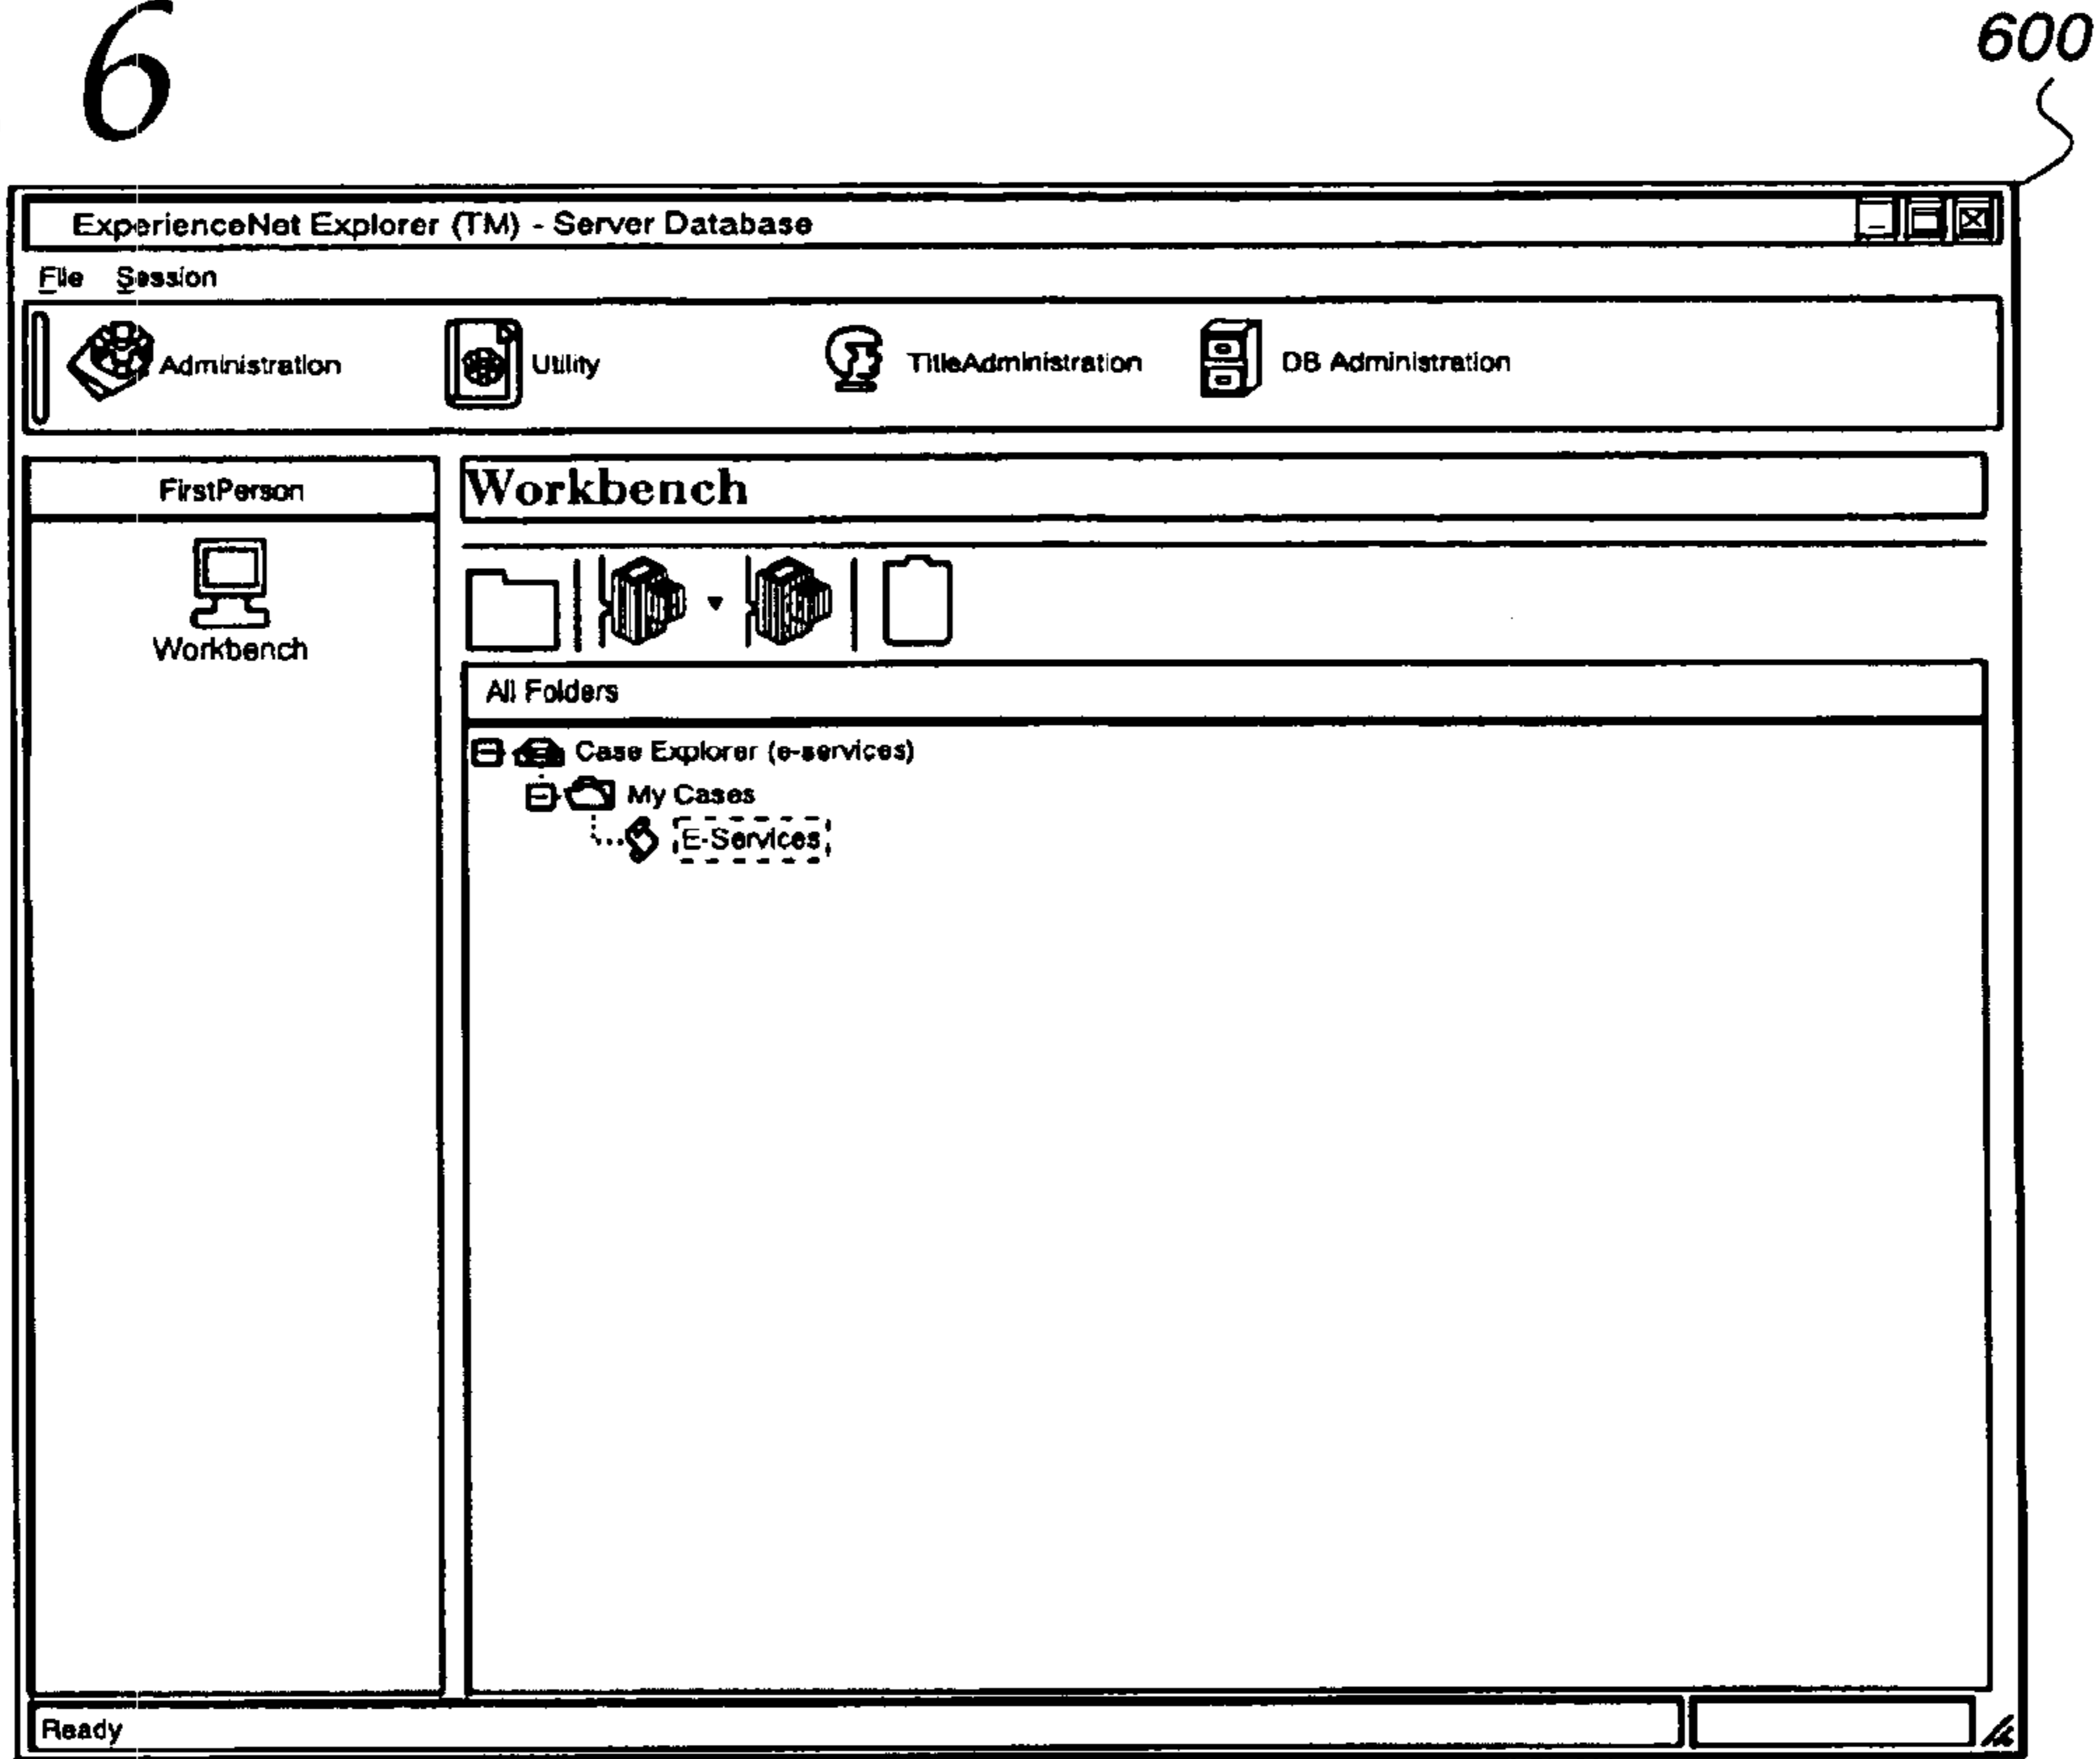 6
600
ExperienceNet Explorer (TM) - Server Database
File Session
Administration Utility TitleAdministration DB Administration
FirstPerson
Workbench
Workbench
All Folders
Case Explorer (e-services)
My Cases
E-Services
Ready